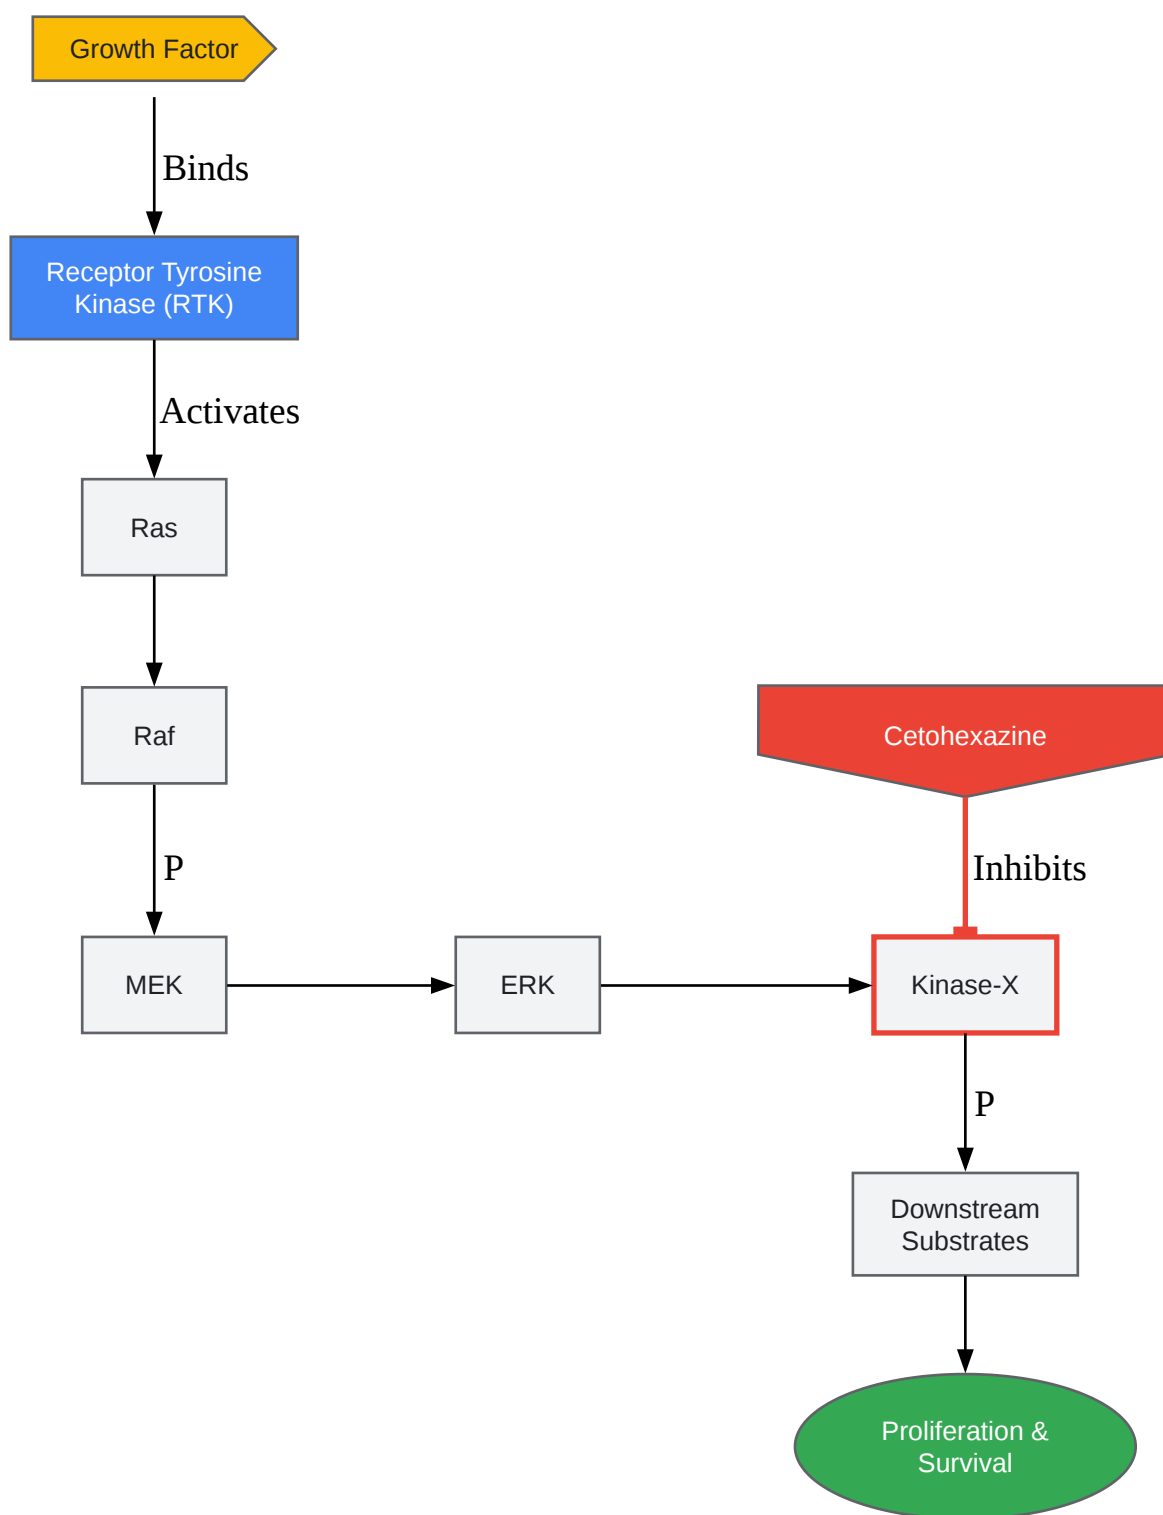 Growth Factor
Binds
Receptor Tyrosine
Kinase (RTK)
Activates
Ras
Raf
Cetohexazine
P
Inhibits
MEK
ERK
Kinase-X
P
Downstream
Substrates
Proliferation &
Survival